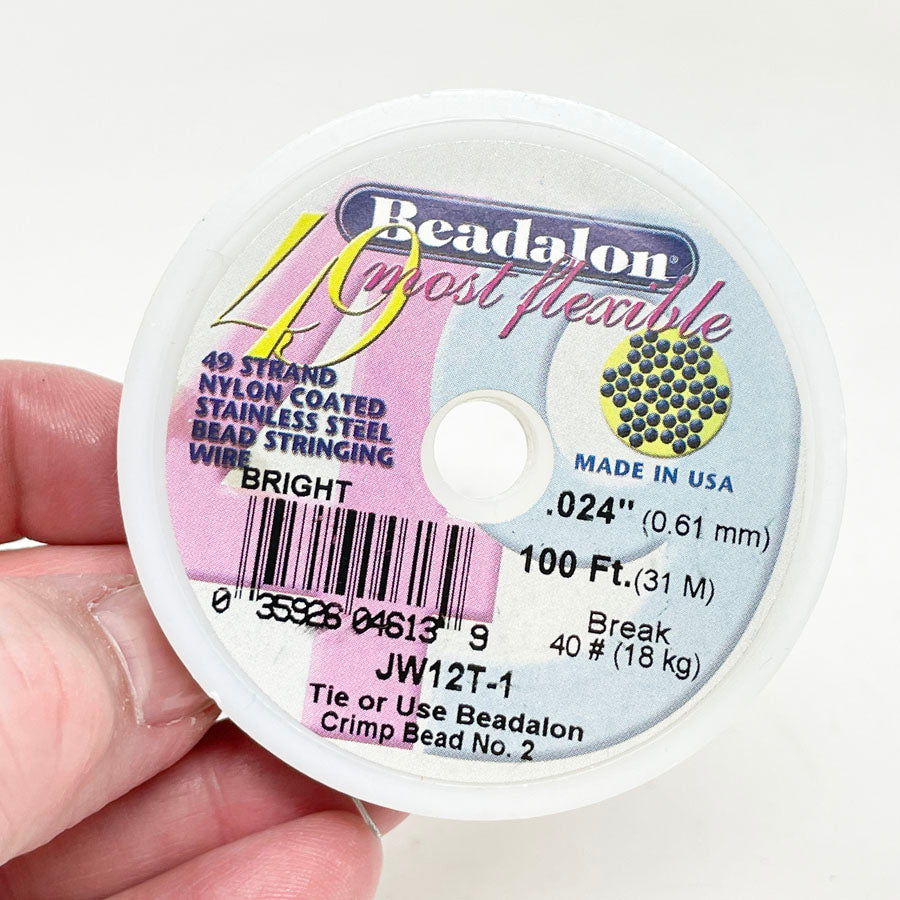 Beadalon®
49 most flexible
49 STRAND
NYLON COATED
STAINLESS STEEL
BEAD STRINGING
WIRE
BRIGHT
MADE IN USA
.024" (0.61 mm)
100 Ft.(31 M)
Break
40 # (18 kg)
0 35926 04613 9
JW12T-1
Tie or Use Beadalon
Crimp Bead No. 2